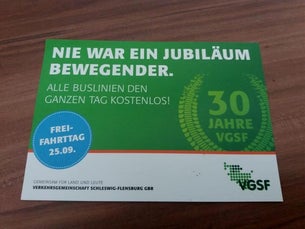 NIE WAR EIN JUBILÄUM
BEWEGENDER.
ALLE BUSLINIEN DEN
GANZEN TAG KOSTENLOS!
30
JAHRE
VGSF
FREI-
FAHRTTAG
25.09.
GEMEINSAM FÜR LAND UND LEUTE
VERKEHRSGEMEINSCHAFT SCHLESWIG-FLENSBURG GBR
VGSF